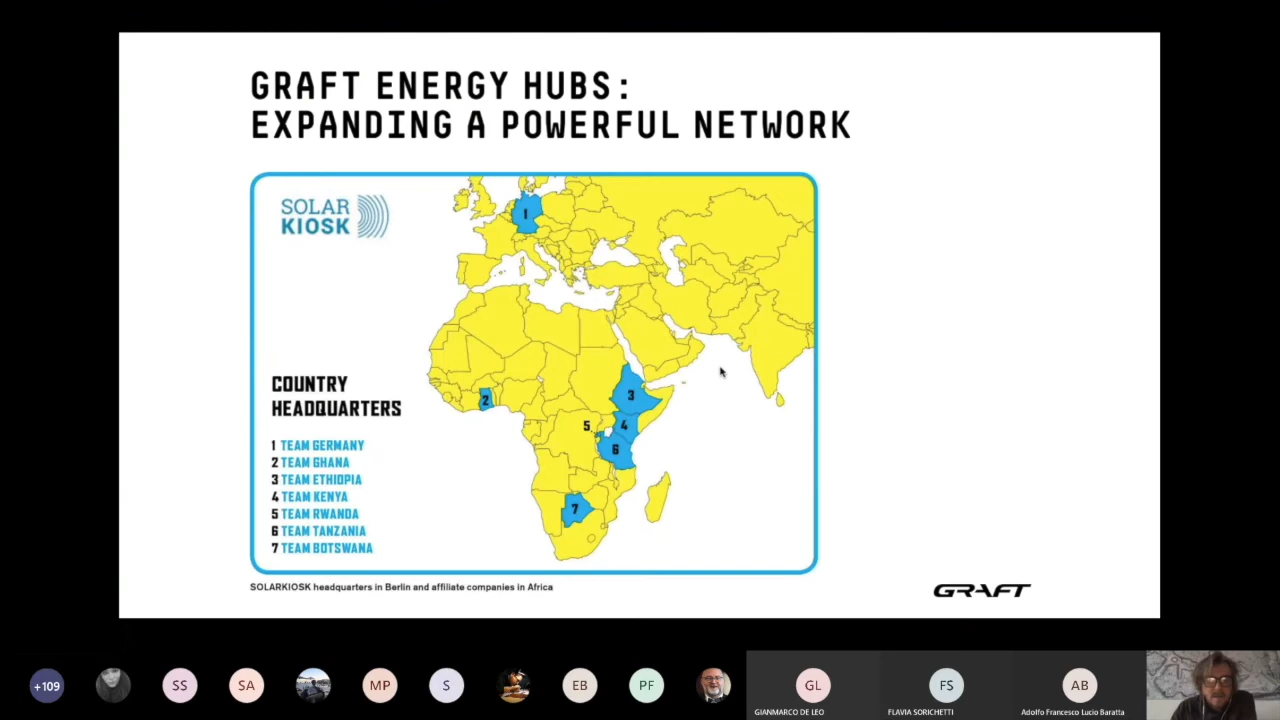 GRAFT ENERGY HUBS:
EXPANDING A POWERFUL NETWORK
SOLAR
KIOSK
1
2
3
4
5
6
7
COUNTRY
HEADQUARTERS
1 TEAM GERMANY
2 TEAM GHANA
3 TEAM ETHIOPIA
4 TEAM KENYA
5 TEAM RWANDA
6 TEAM TANZANIA
7 TEAM BOTSWANA
SOLARKIOSK headquarters in Berlin and affiliate companies in Africa
GRAFT
+109
SS
SA
MP
S
EB
PF
GL
FS
AB
GIANMARCO DE LEO
FLAVIA SORICHETTI
Adolfo Francesco Lucio Baratta